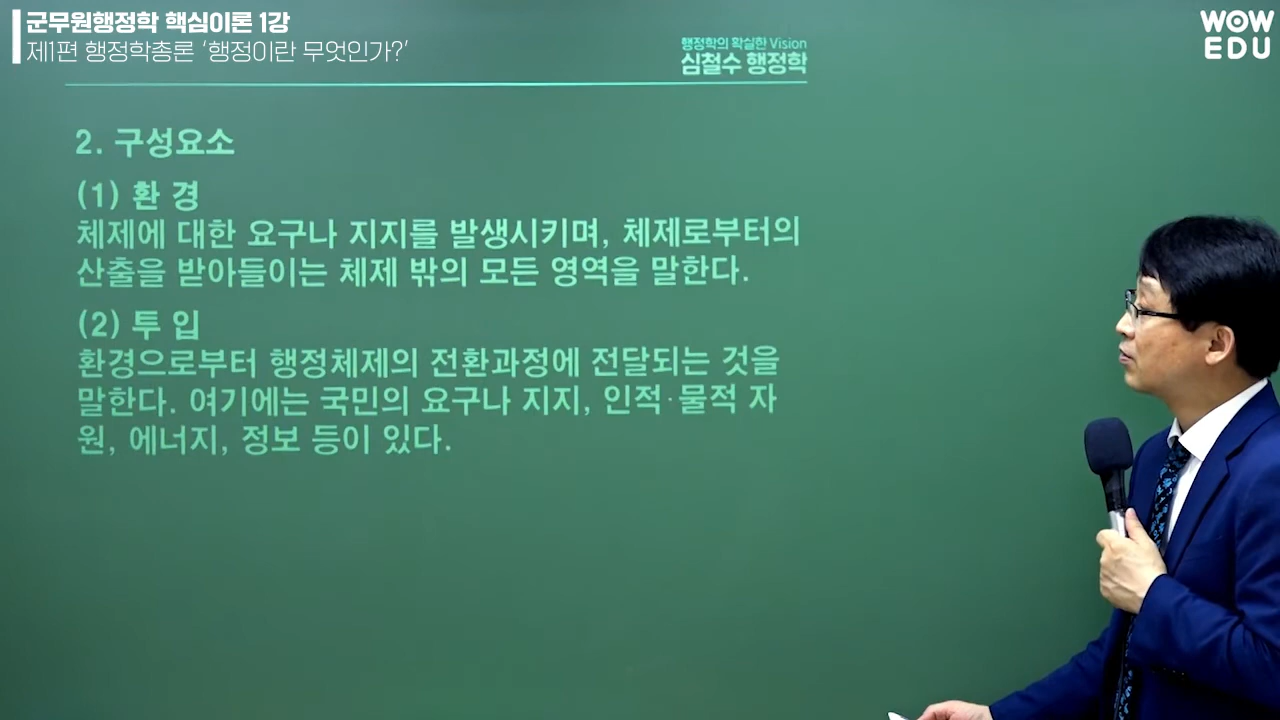 군무원행정학 핵심이론 1강
제1편 행정학총론 ‘행정이란 무엇인가?’
WOW
EDU
행정학의 확실한 Vision
심철수 행정학
2. 구성요소
(1) 환 경
체제에 대한 요구나 지지를 발생시키며, 체제로부터의
산출을 받아들이는 체제 밖의 모든 영역을 말한다.
(2) 투 입
환경으로부터 행정체제의 전환과정에 전달되는 것을
말한다. 여기에는 국민의 요구나 지지, 인적·물적 자
원, 에너지, 정보 등이 있다.